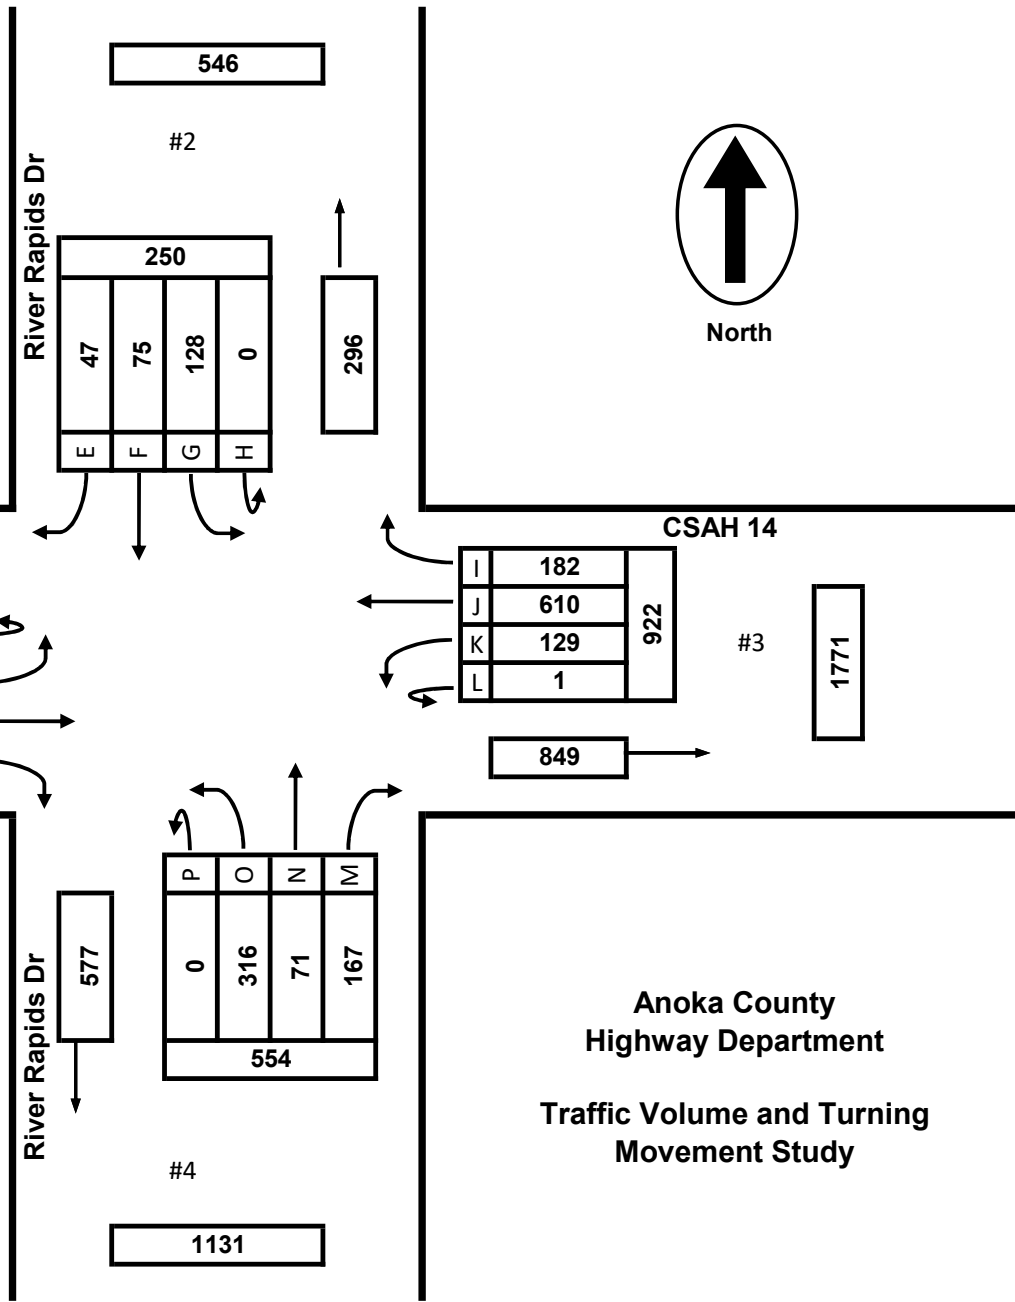 546
#2
River Rapids Dr
250
47
75
128
0
E
F
G
H
296
North
CSAH 14
I 182
J 610
K 129
L 1
922
#3
1771
849
P
O
N
M
0
316
71
167
554
577
River Rapids Dr
#4
1131
Anoka County
Highway Department
Traffic Volume and Turning
Movement Study